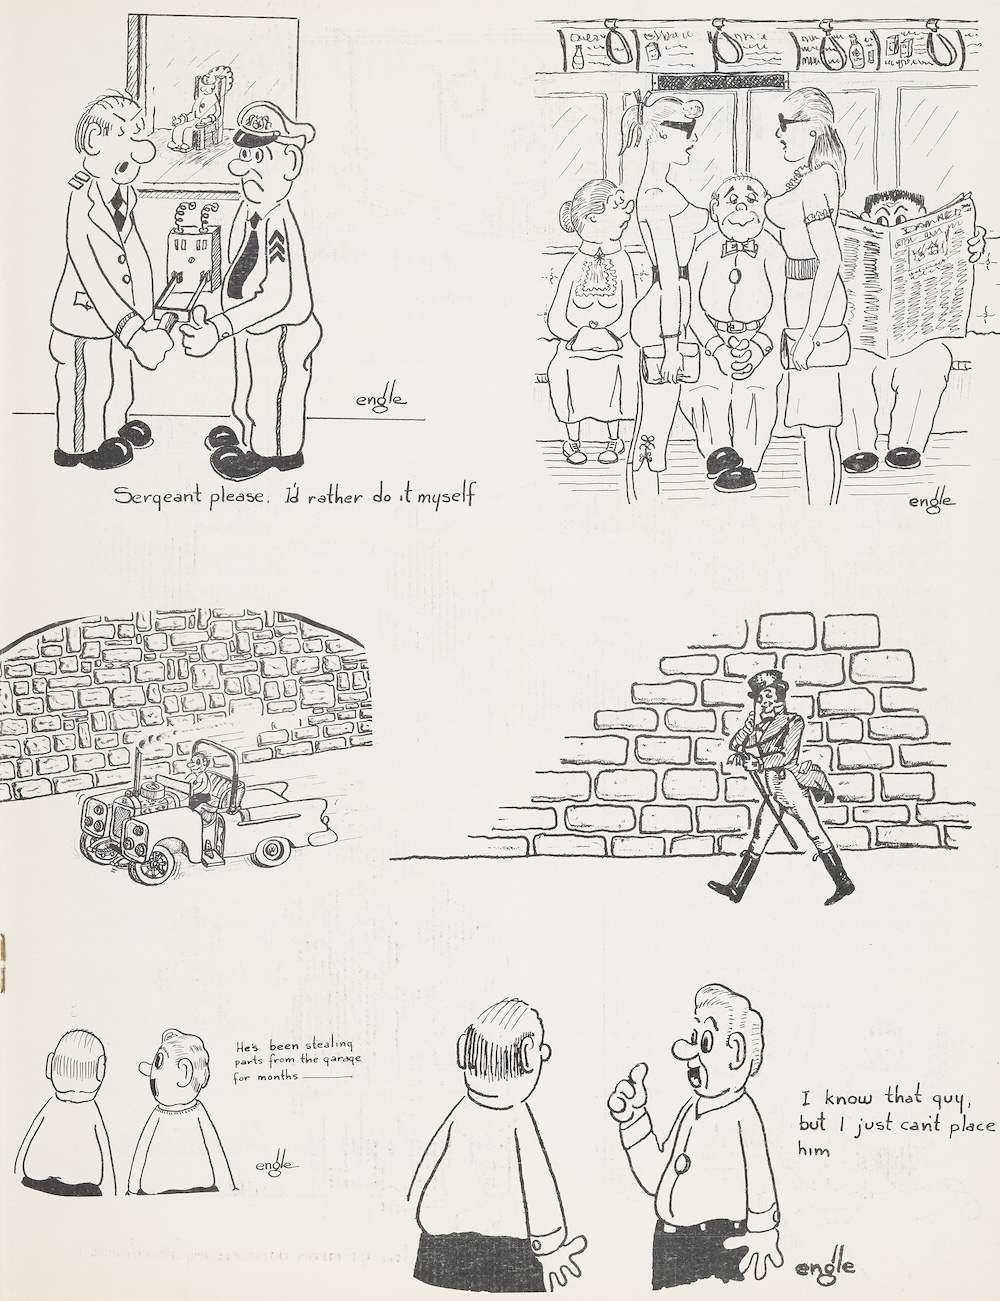 engle
Sergeant please. I'd rather do it myself
engle
He's been stealing
parts from the garage
for months
engle
I know that guy,
but I just can't place
him
engle